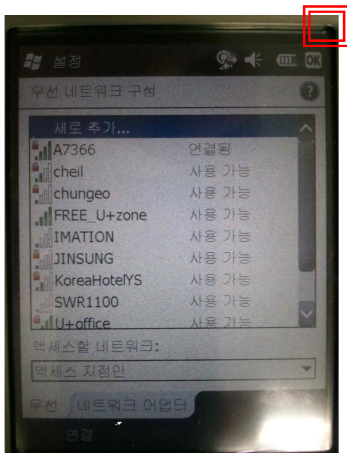 설정
OK
무선 네트워크 구성
?
새로 추가...
A7366 연결됨
cheil 사용 가능
chungeo 사용 가능
FREE_U+zone 사용 가능
IMATION 사용 가능
JINSUNG 사용 가능
KoreaHotelYS 사용 가능
SWR1100 사용 가능
U+office 사용 가능
액세스할 네트워크:
액세스 지점만
무선 네트워크 어댑터
연결